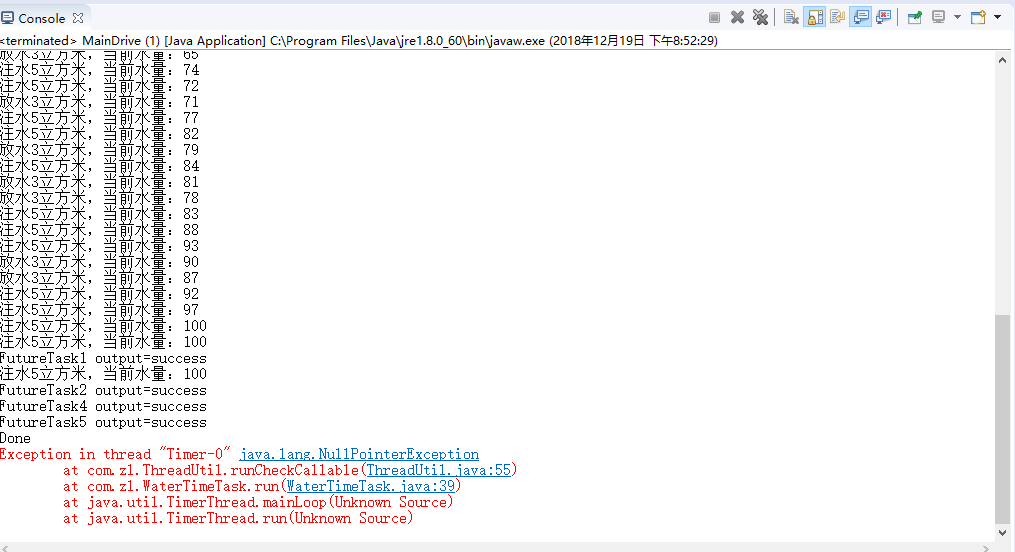 Console
<terminated> MainDrive (1) [Java Application] C:\Program Files\Java\jre1.8.0_60\bin\javaw.exe (2018年12月19日 下午8:52:29)
放水3立方米，当前水量：65
注水5立方米，当前水量：74
注水5立方米，当前水量：72
放水3立方米，当前水量：71
注水5立方米，当前水量：77
注水5立方米，当前水量：82
放水3立方米，当前水量：79
注水5立方米，当前水量：84
放水3立方米，当前水量：81
放水3立方米，当前水量：78
注水5立方米，当前水量：83
注水5立方米，当前水量：88
注水5立方米，当前水量：93
放水3立方米，当前水量：90
放水3立方米，当前水量：87
注水5立方米，当前水量：92
注水5立方米，当前水量：97
注水5立方米，当前水量：100
注水5立方米，当前水量：100
FutureTask1 output=success
注水5立方米，当前水量：100
FutureTask2 output=success
FutureTask4 output=success
FutureTask5 output=success
Done
Exception in thread "Timer-0" java.lang.NullPointerException
at com.zl.ThreadUtil.runCheckCallable(ThreadUtil.java:55)
at com.zl.WaterTimeTask.run(WaterTimeTask.java:39)
at java.util.TimerThread.mainLoop(Unknown Source)
at java.util.TimerThread.run(Unknown Source)